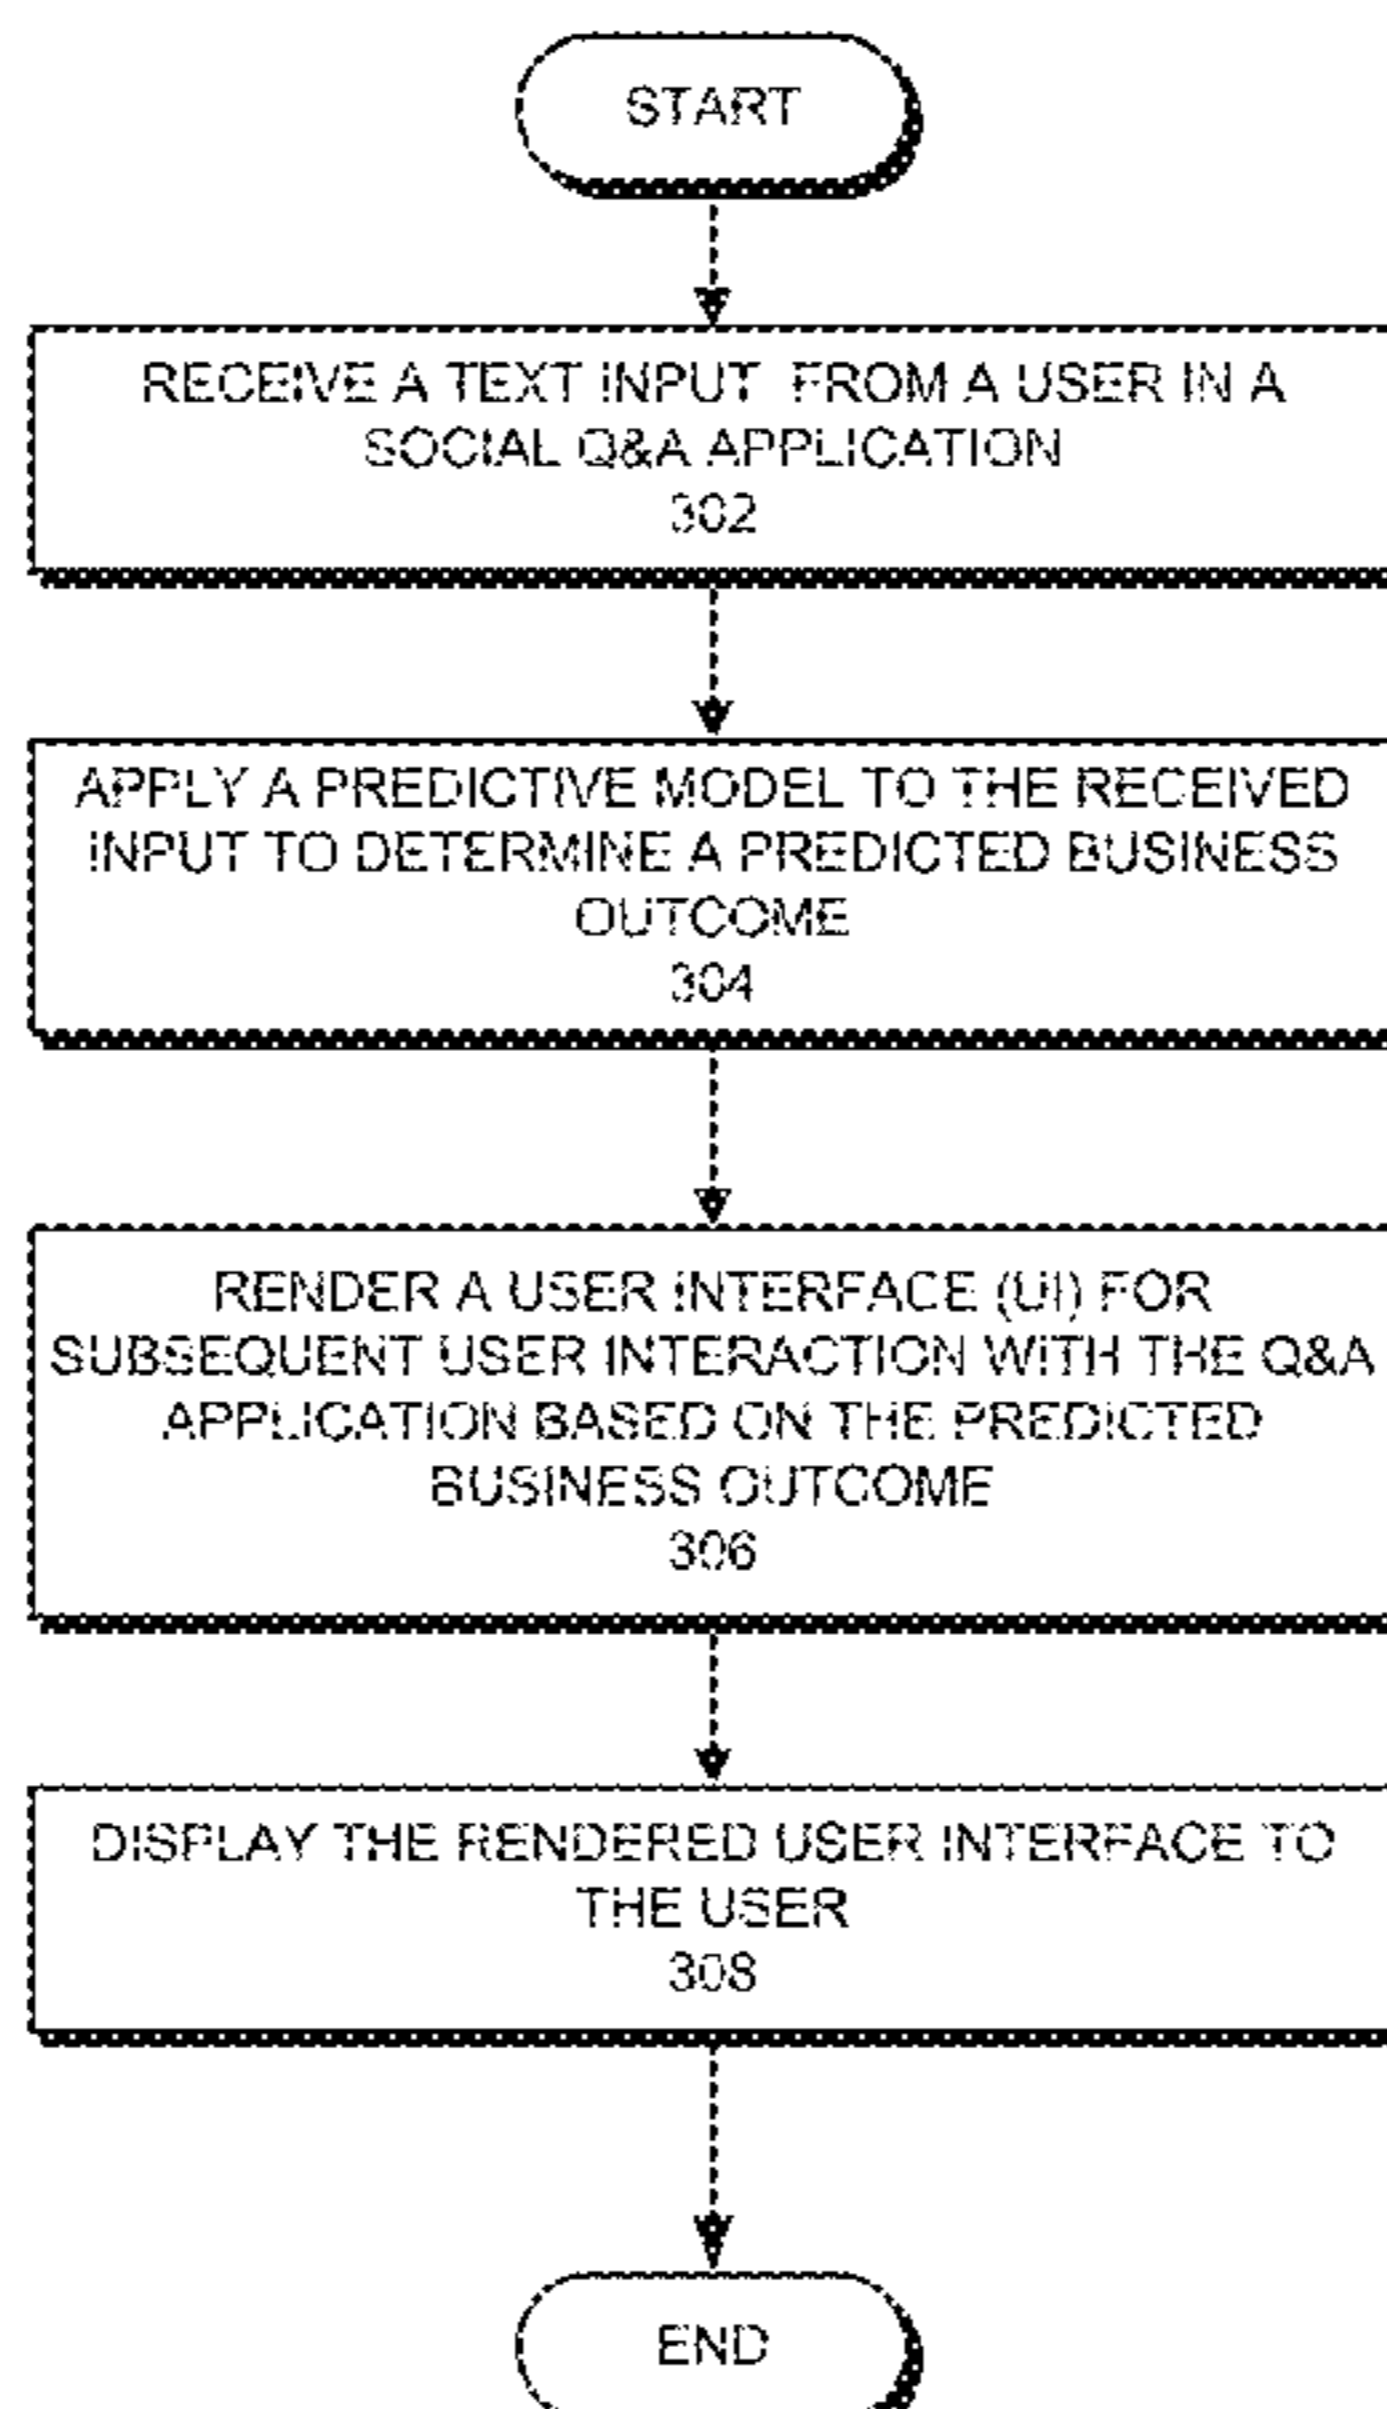 START
RECEIVE A TEXT INPUT FROM A USER IN A
SOCIAL Q&A APPLICATION
302
APPLY A PREDICTIVE MODEL TO THE RECEIVED
INPUT TO DETERMINE A PREDICTED BUSINESS
OUTCOME
304
RENDER A USER INTERFACE (UI) FOR
SUBSEQUENT USER INTERACTION WITH THE Q&A
APPLICATION BASED ON THE PREDICTED
BUSINESS OUTCOME
306
DISPLAY THE RENDERED USER INTERFACE TO
THE USER
308
END